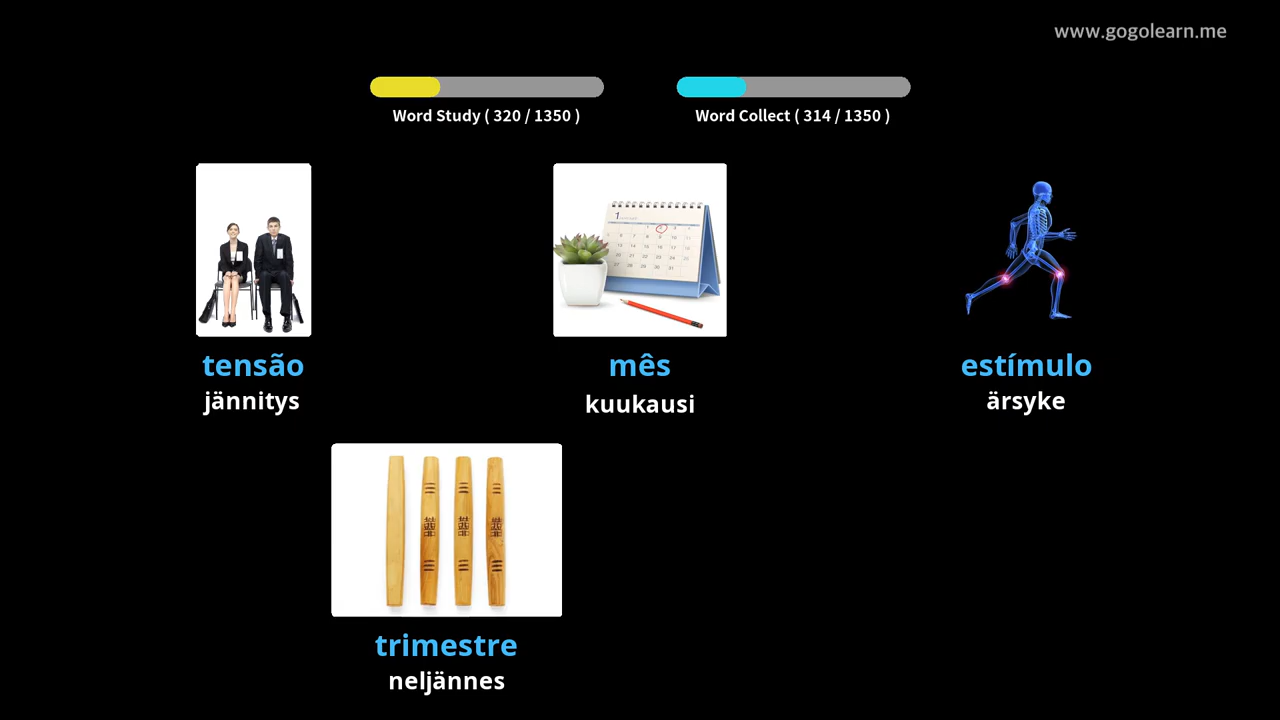 www.gogolearn.me
Word Study ( 320 / 1350 )
Word Collect ( 314 / 1350 )
tensão
jännitys
mês
kuukausi
estímulo
ärsyke
trimestre
neljännes